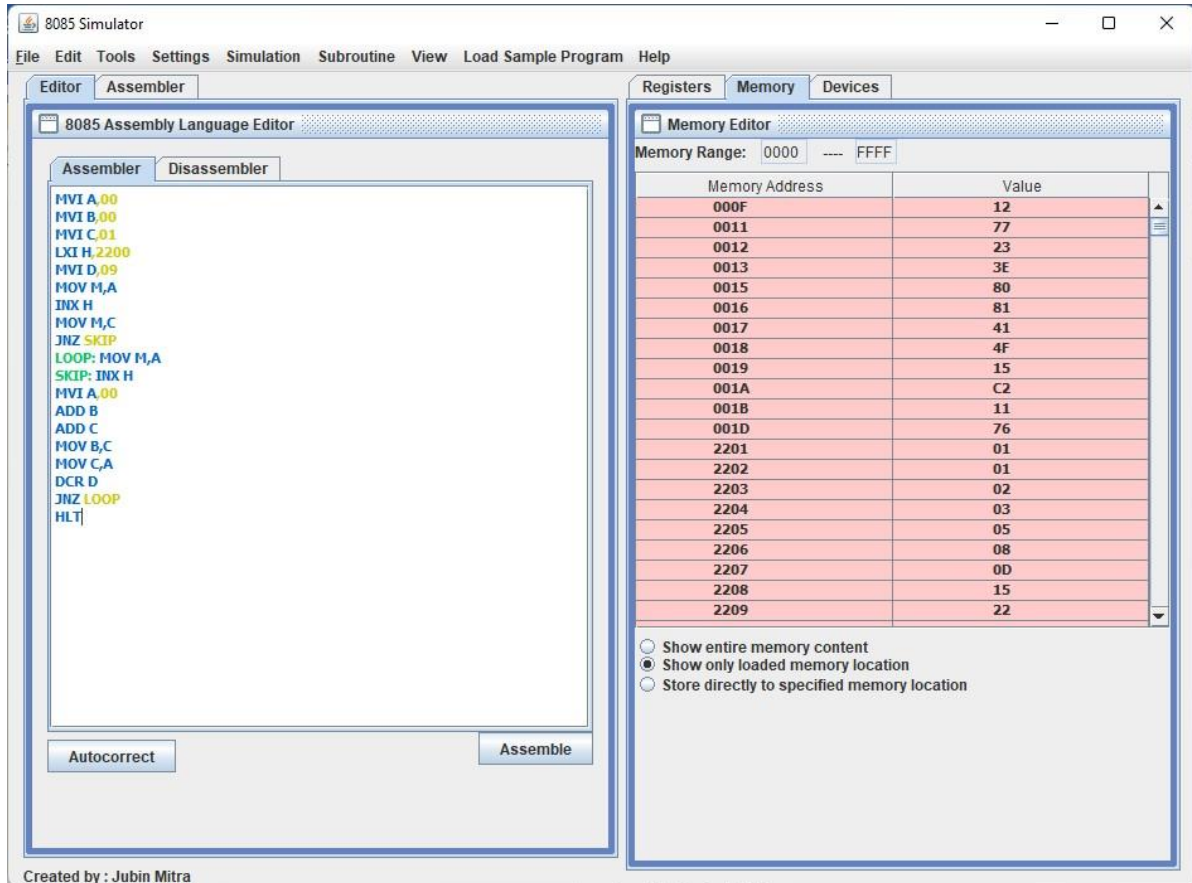 8085 Simulator
File Edit Tools Settings Simulation Subroutine View Load Sample Program Help
Editor Assembler
8085 Assembly Language Editor
Assembler Disassembler
MVI A,00
MVI B,00
MVI C,01
LXI H,2200
MVI D,09
MOV M,A
INX H
MOV M,C
JNZ SKIP
LOOP: MOV M,A
SKIP: INX H
MVI A,00
ADD B
ADD C
MOV B,C
MOV C,A
DCR D
JNZ LOOP
HLT
Autocorrect Assemble
Registers Memory Devices
Memory Editor
Memory Range: 0000 ---- FFFF
Memory Address Value
000F 12
0011 77
0012 23
0013 3E
0015 80
0016 81
0017 41
0018 4F
0019 15
001A C2
001B 11
001D 76
2201 01
2202 01
2203 02
2204 03
2205 05
2206 08
2207 0D
2208 15
2209 22
Show entire memory content
Show only loaded memory location
Store directly to specified memory location
Created by : Jubin Mitra